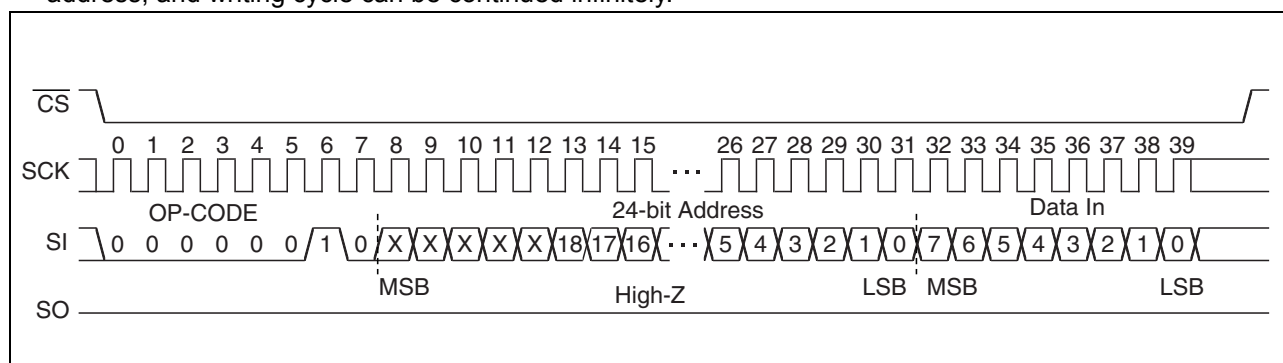 address, and writing cycle can be continued infinitely.
CS
0 1 2 3 4 5 6 7 8 9 10 11 12 13 14 15 26 27 28 29 30 31 32 33 34 35 36 37 38 39
SCK ···
OP-CODE 24-bit Address Data In
SI 0 0 0 0 0 0 1 0 X X X X X 18 17 16 ··· 5 4 3 2 1 0 7 6 5 4 3 2 1 0
MSB High-Z LSB MSB LSB
SO